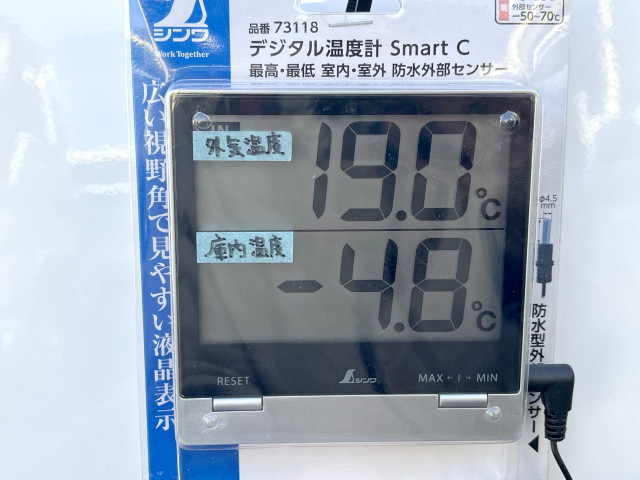 シンワ
Work Together
品番 73118
デジタル温度計 Smart C
最高・最低 室内・室外 防水外部センサー
外部センサー
−50~70℃
広い視野角で見やすい液晶表示
IN
外気温度
19.0℃
庫内温度
-4.8℃
φ4.5
mm
防水型外
ンサー
RESET
シンワ
MAX ← | → MIN